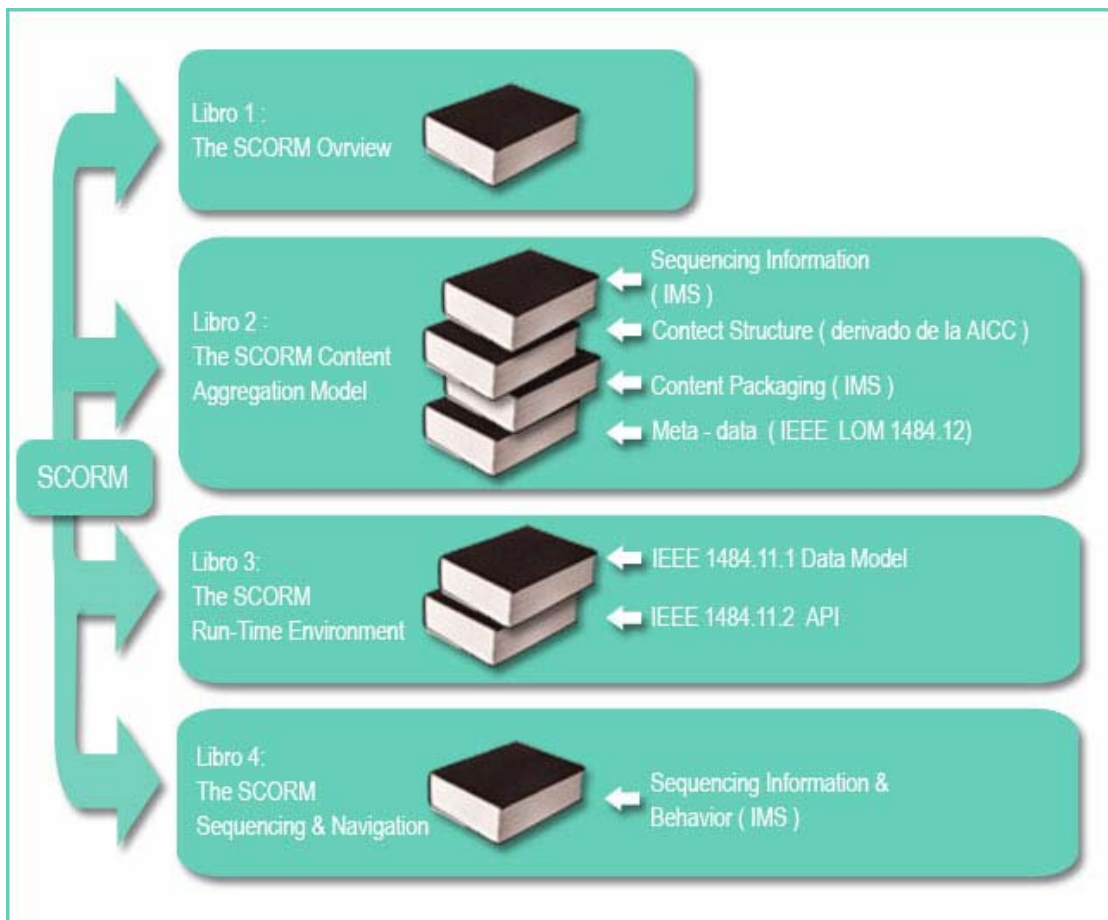 Libro 1 :
The SCORM Ovrview
Libro 2 :
The SCORM Content
Aggregation Model
Sequencing Information
( IMS )
Contect Structure ( derivado de la AICC )
Content Packaging ( IMS )
Meta - data ( IEEE LOM 1484.12)
SCORM
Libro 3:
The SCORM
Run-Time Environment
IEEE 1484.11.1 Data Model
IEEE 1484.11.2 API
Libro 4:
The SCORM
Sequencing & Navigation
Sequencing Information &
Behavior ( IMS )